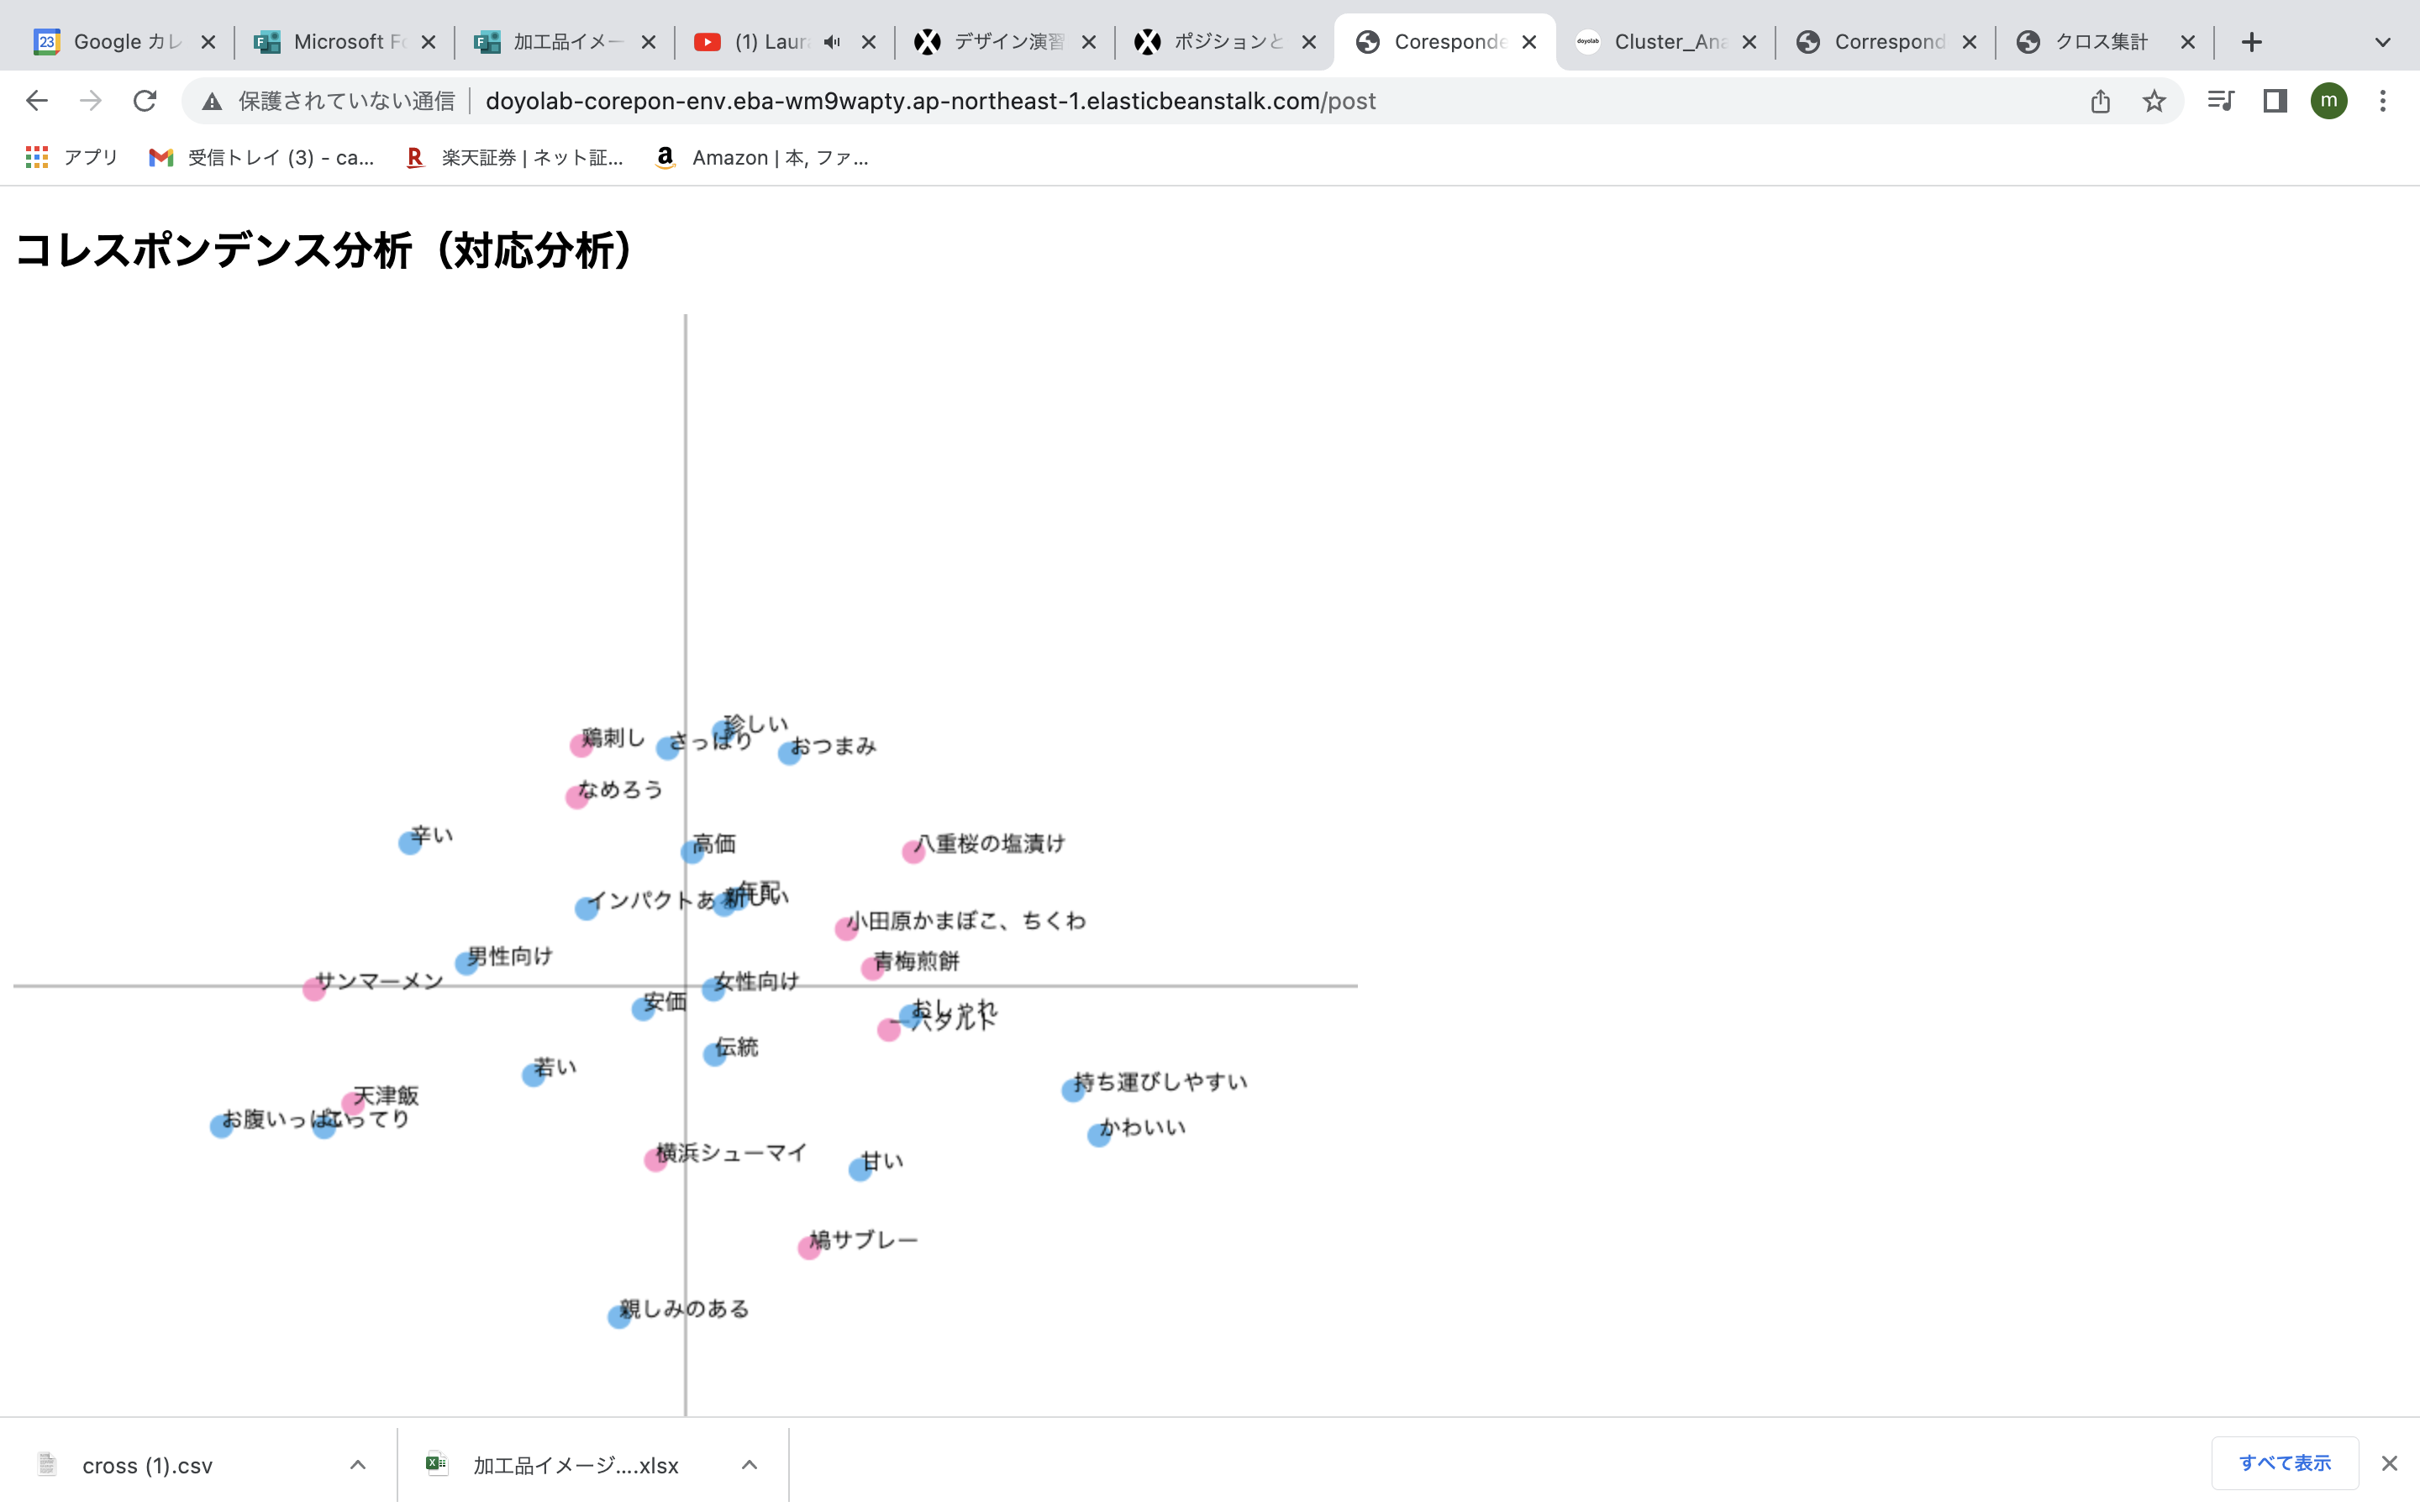 Google カレ
Microsoft Fo
加工品イメー
(1) Laur
デザイン演習
ポジションと
Coresponde
doyolab
Cluster_Ana
Correspond
クロス集計
保護されていない通信
doyolab-corepon-env.eba-wm9wapty.ap-northeast-1.elasticbeanstalk.com/post
m
アプリ
受信トレイ (3) - ca...
楽天証券 | ネット証...
Amazon | 本, ファ...
コレスポンデンス分析（対応分析）
珍しい
鶏刺し
さっぱり
おつまみ
なめろう
辛い
高価
八重桜の塩漬け
年配
インパクトある
新しい
小田原かまぼこ、ちくわ
男性向け
青梅煎餅
サンマーメン
女性向け
安価
おしゃれ
一六タルト
伝統
若い
持ち運びしやすい
天津飯
お腹いっぱい
こってり
かわいい
横浜シューマイ
甘い
鳩サブレー
親しみのある
cross (1).csv
加工品イメージ....xlsx
すべて表示